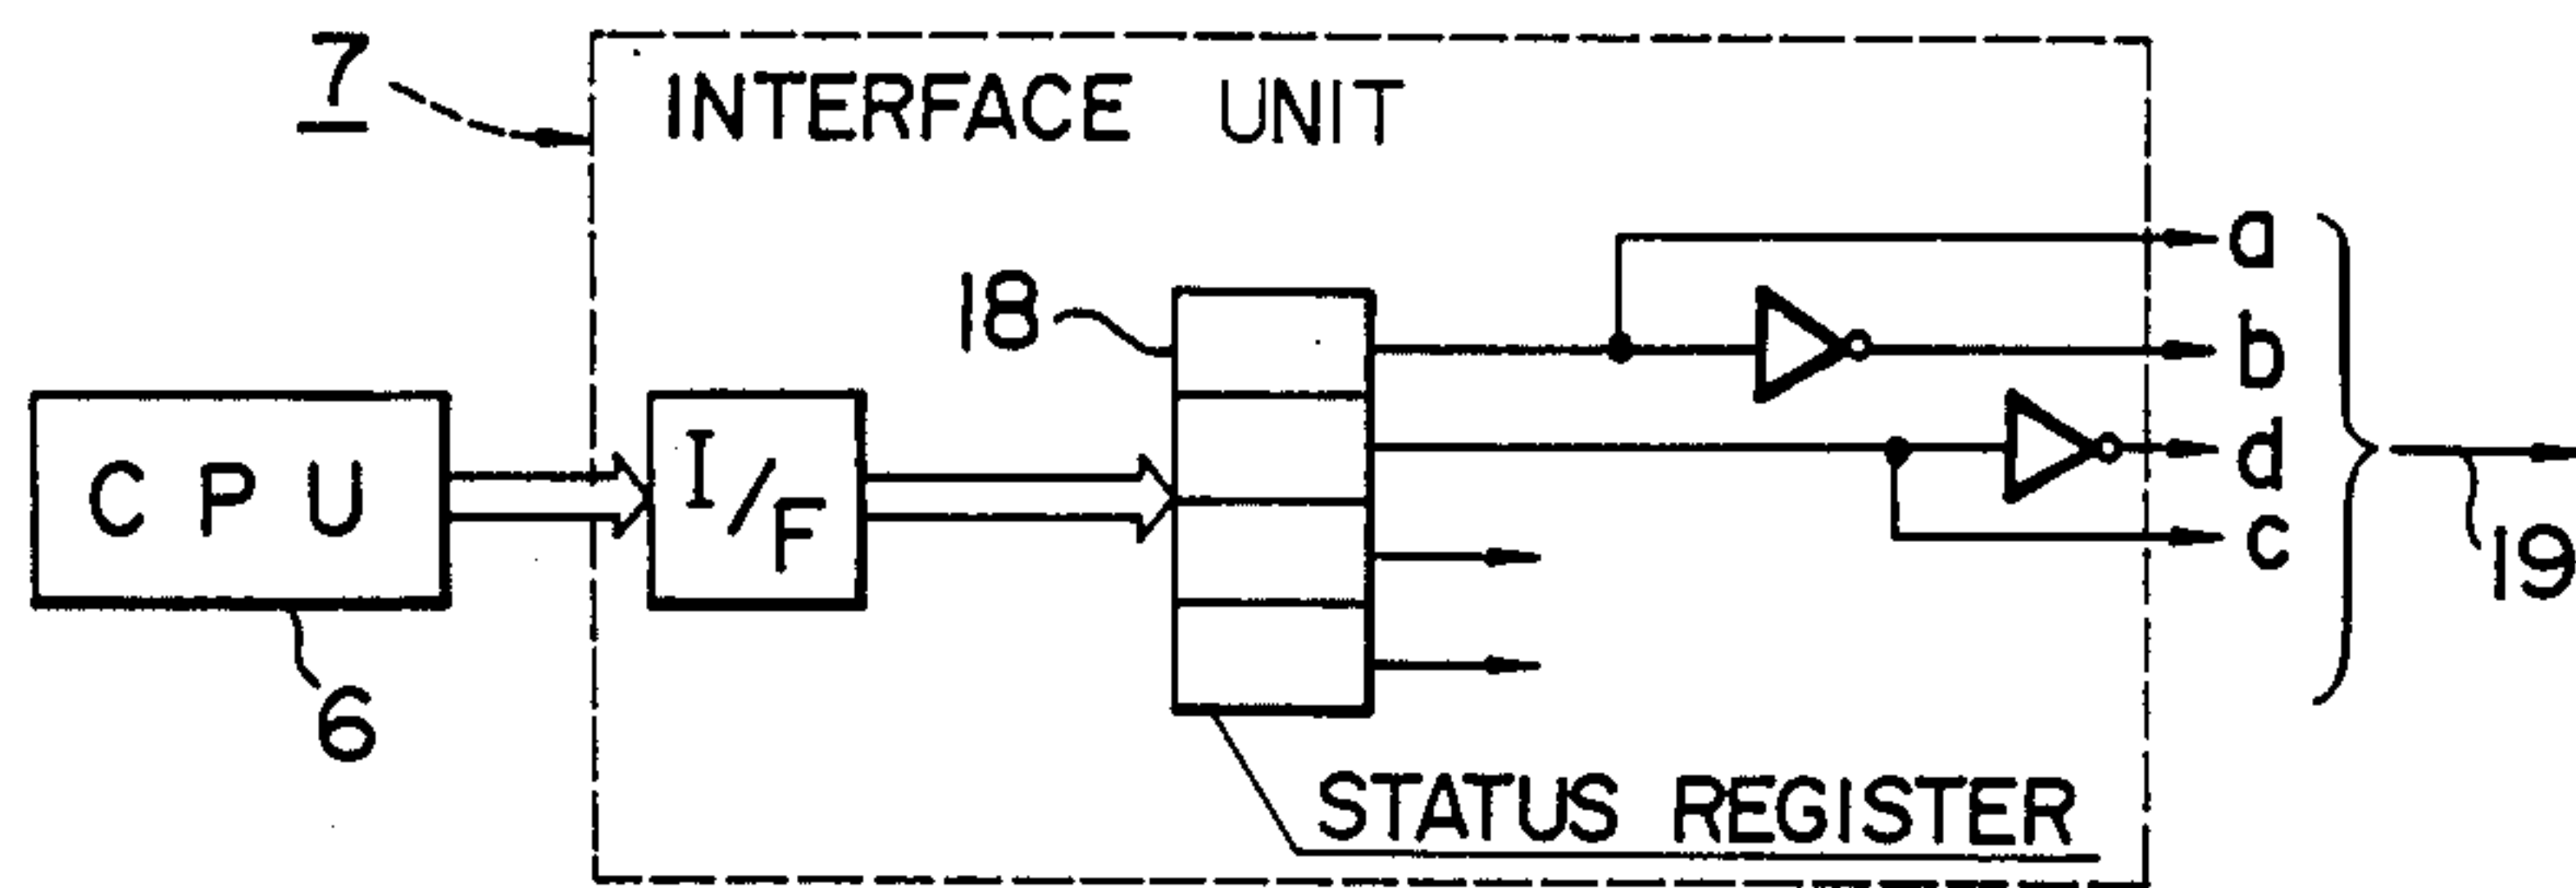 7
INTERFACE UNIT
a
18
b
CPU
I/F
d
c
19
6
STATUS REGISTER